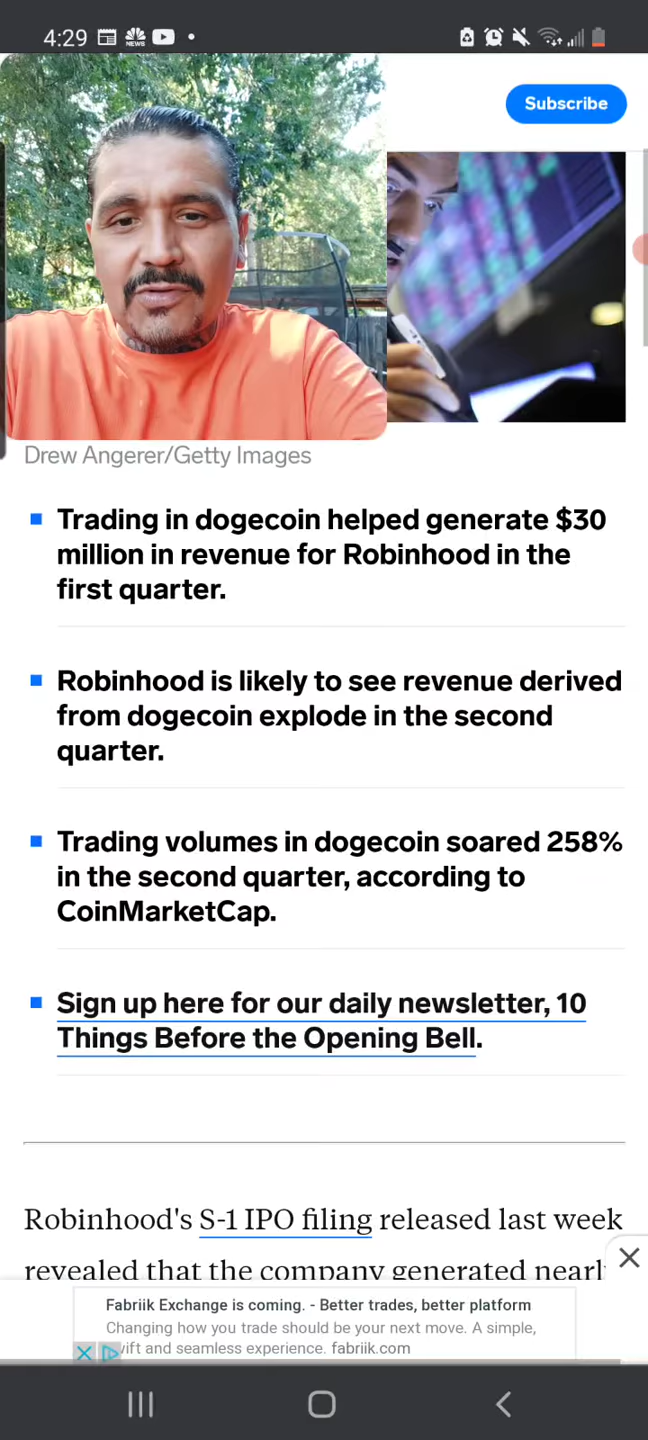 4:29
NEWS
Subscribe
Drew Angerer/Getty Images
Trading in dogecoin helped generate $30
million in revenue for Robinhood in the
first quarter.
Robinhood is likely to see revenue derived
from dogecoin explode in the second
quarter.
Trading volumes in dogecoin soared 258%
in the second quarter, according to
CoinMarketCap.
Sign up here for our daily newsletter, 10
Things Before the Opening Bell.
Robinhood's S-1 IPO filing released last week
revealed that the company generated
Fabriik Exchange is coming. - Better trades, better platform
Changing how you trade should be your next move. A simple,
and seamless experience. fabriik.com